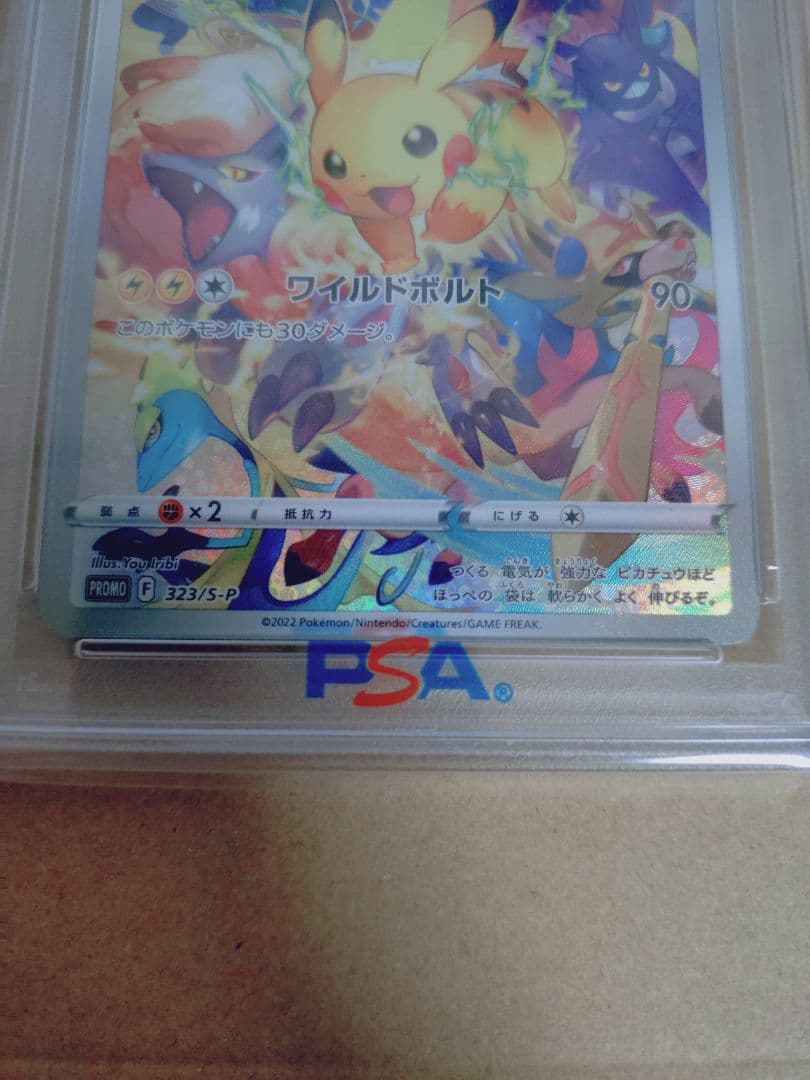 ワイルドボルト 90
このポケモンにも30ダメージ。
弱点 ×2 抵抗力 にげる
Illus. You Iribi
つくる 電気が 強力な ピカチュウほど
ほっぺの 袋は 軟らかく よく 伸びるぞ。
PROMO F 323/S-P
©2022 Pokémon/Nintendo/Creatures/GAME FREAK.
PSA®